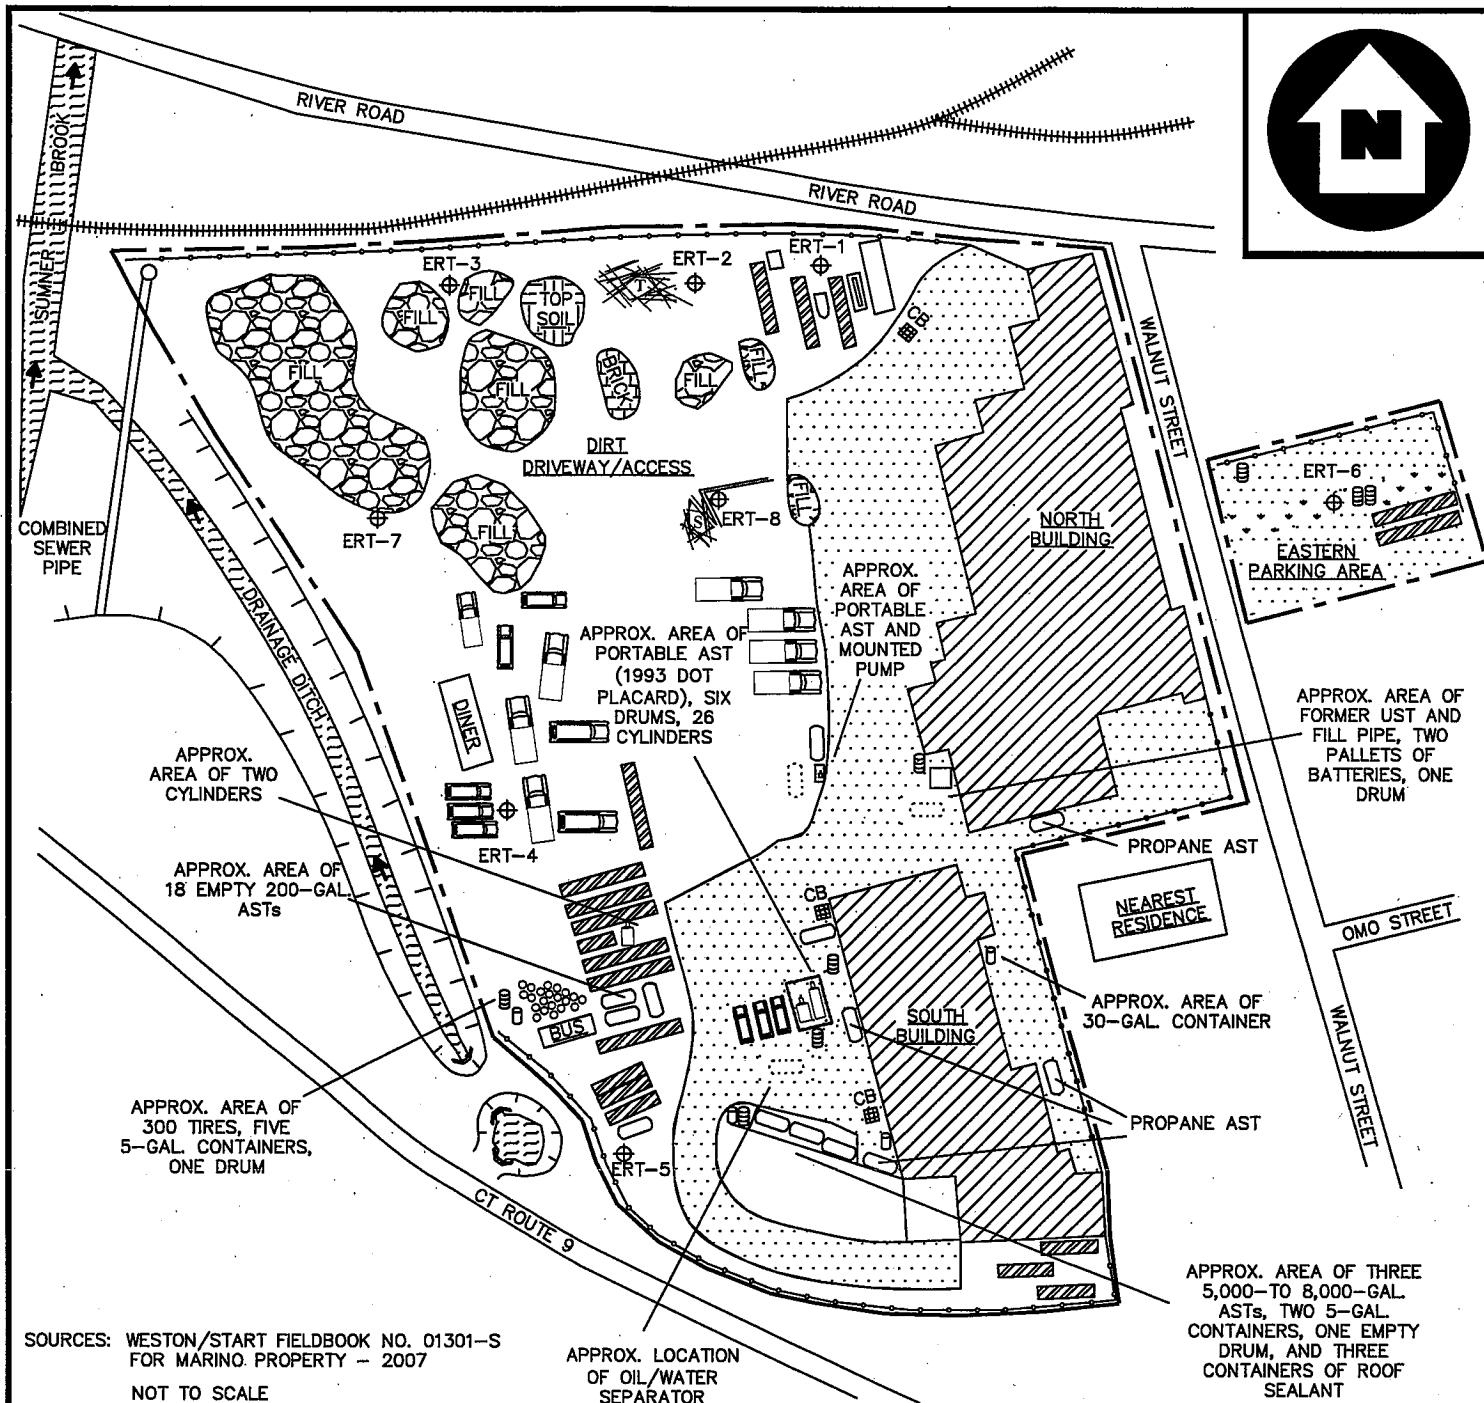 N
RIVER ROAD
RIVER ROAD
SUMNER BROOK
ERT-3
ERT-2
ERT-1
FILL
FILL
TOP
SOIL
T
CB
FILL
FILL
BRICK
FILL
FILL
WALNUT STREET
DIRT
DRIVEWAY/ACCESS
ERT-6
COMBINED
SEWER
PIPE
ERT-7
FILL
S
ERT-8
FILL
NORTH
BUILDING
EASTERN
PARKING AREA
DRAINAGE DITCH
APPROX.
AREA OF
PORTABLE
AST AND
MOUNTED
PUMP
APPROX. AREA OF
PORTABLE AST
(1993 DOT
PLACARD), SIX
DRUMS, 26
CYLINDERS
DINER
APPROX. AREA OF
FORMER UST AND
FILL PIPE, TWO
PALLETS OF
BATTERIES, ONE
DRUM
APPROX.
AREA OF TWO
CYLINDERS
ERT-4
PROPANE AST
APPROX. AREA OF
18 EMPTY 200-GAL.
ASTs
CB
NEAREST
RESIDENCE
OMO STREET
BUS
SOUTH
BUILDING
APPROX. AREA OF
30-GAL. CONTAINER
WALNUT STREET
APPROX. AREA OF
300 TIRES, FIVE
5-GAL. CONTAINERS,
ONE DRUM
CB
PROPANE AST
ERT-5
CT ROUTE 9
APPROX. AREA OF THREE
5,000-TO 8,000-GAL.
ASTs, TWO 5-GAL.
CONTAINERS, ONE EMPTY
DRUM, AND THREE
CONTAINERS OF ROOF
SEALANT
SOURCES: WESTON/START FIELDBOOK NO. 01301-S
FOR MARINO PROPERTY - 2007
NOT TO SCALE
APPROX. LOCATION
OF OIL/WATER
SEPARATOR